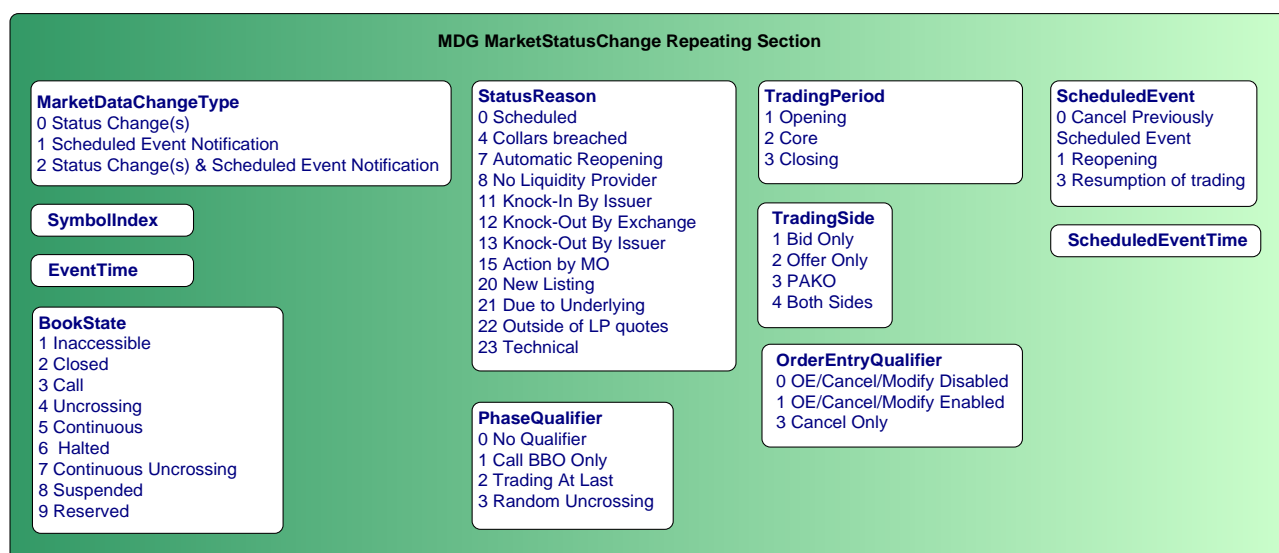 MDG MarketStatusChange Repeating Section
MarketDataChangeType
0 Status Change(s)
1 Scheduled Event Notification
2 Status Change(s) & Scheduled Event Notification
SymbolIndex
EventTime
BookState
1 Inaccessible
2 Closed
3 Call
4 Uncrossing
5 Continuous
6 Halted
7 Continuous Uncrossing
8 Suspended
9 Reserved
StatusReason
0 Scheduled
4 Collars breached
7 Automatic Reopening
8 No Liquidity Provider
11 Knock-In By Issuer
12 Knock-Out By Exchange
13 Knock-Out By Issuer
15 Action by MO
20 New Listing
21 Due to Underlying
22 Outside of LP quotes
23 Technical
PhaseQualifier
0 No Qualifier
1 Call BBO Only
2 Trading At Last
3 Random Uncrossing
TradingPeriod
1 Opening
2 Core
3 Closing
TradingSide
1 Bid Only
2 Offer Only
3 PAKO
4 Both Sides
OrderEntryQualifier
0 OE/Cancel/Modify Disabled
1 OE/Cancel/Modify Enabled
3 Cancel Only
ScheduledEvent
0 Cancel Previously
Scheduled Event
1 Reopening
3 Resumption of trading
ScheduledEventTime